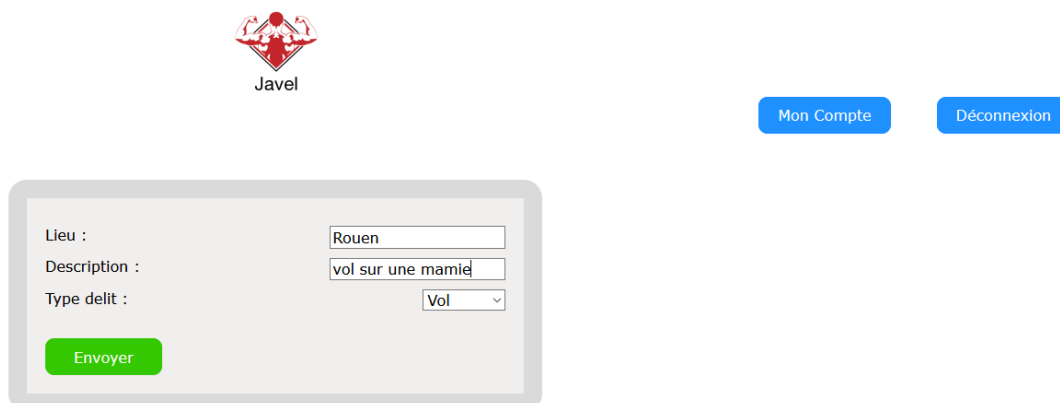 Javel
Mon Compte Déconnexion
Lieu : Rouen
Description : vol sur une mamie
Type delit : Vol
Envoyer